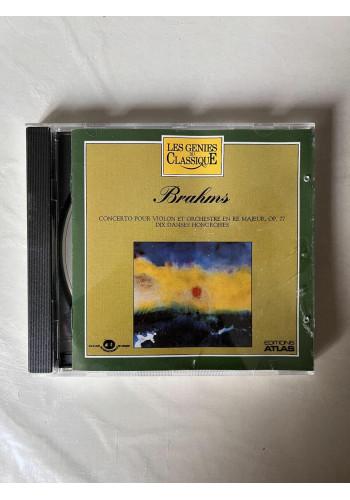 LES GÉNIES
DU
CLASSIQUE
Brahms
CONCERTO POUR VIOLON ET ORCHESTRE EN RE MAJEUR, OP. 77
DIX DANSES HONGROISES
EDITIONS
ATLAS